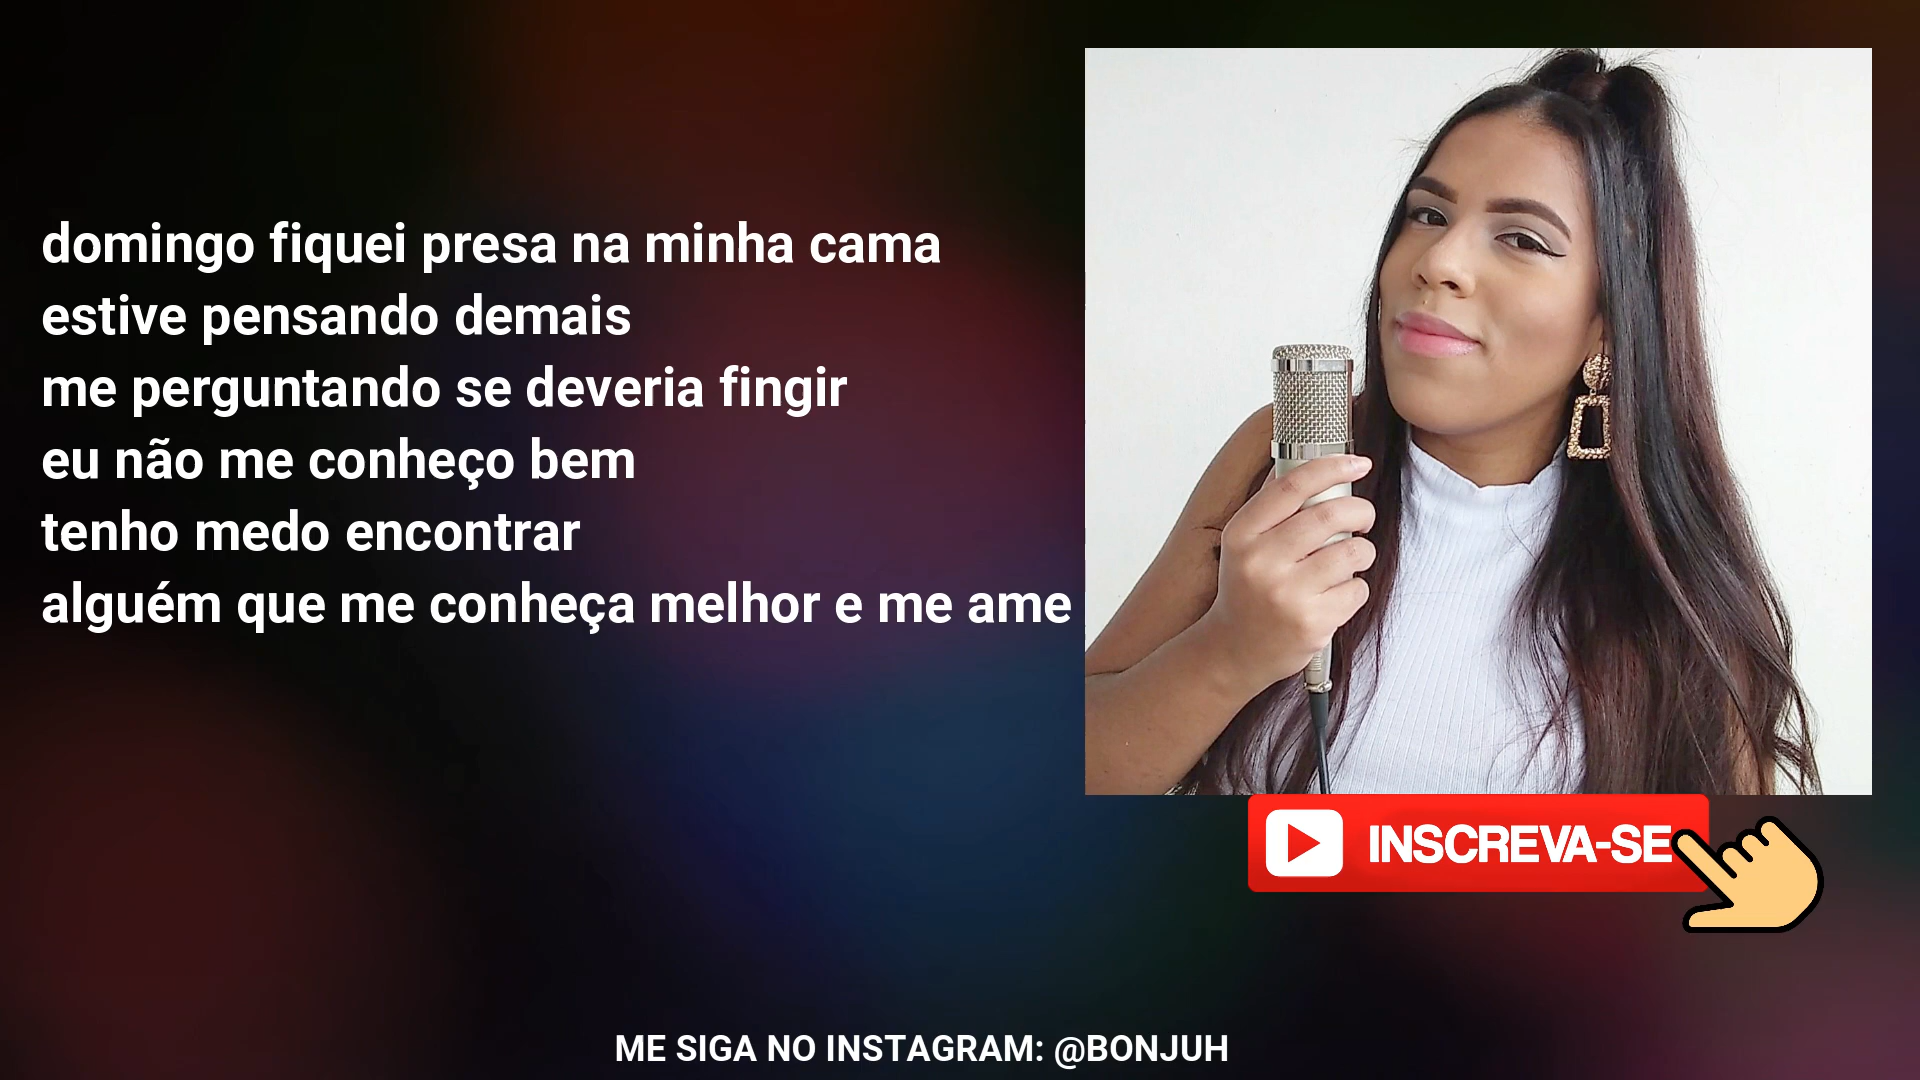 domingo fiquei presa na minha cama
estive pensando demais
me perguntando se deveria fingir
eu não me conheço bem
tenho medo encontrar
alguém que me conheça melhor e me ame
INSCREVA-SE
ME SIGA NO INSTAGRAM: @BONJUH